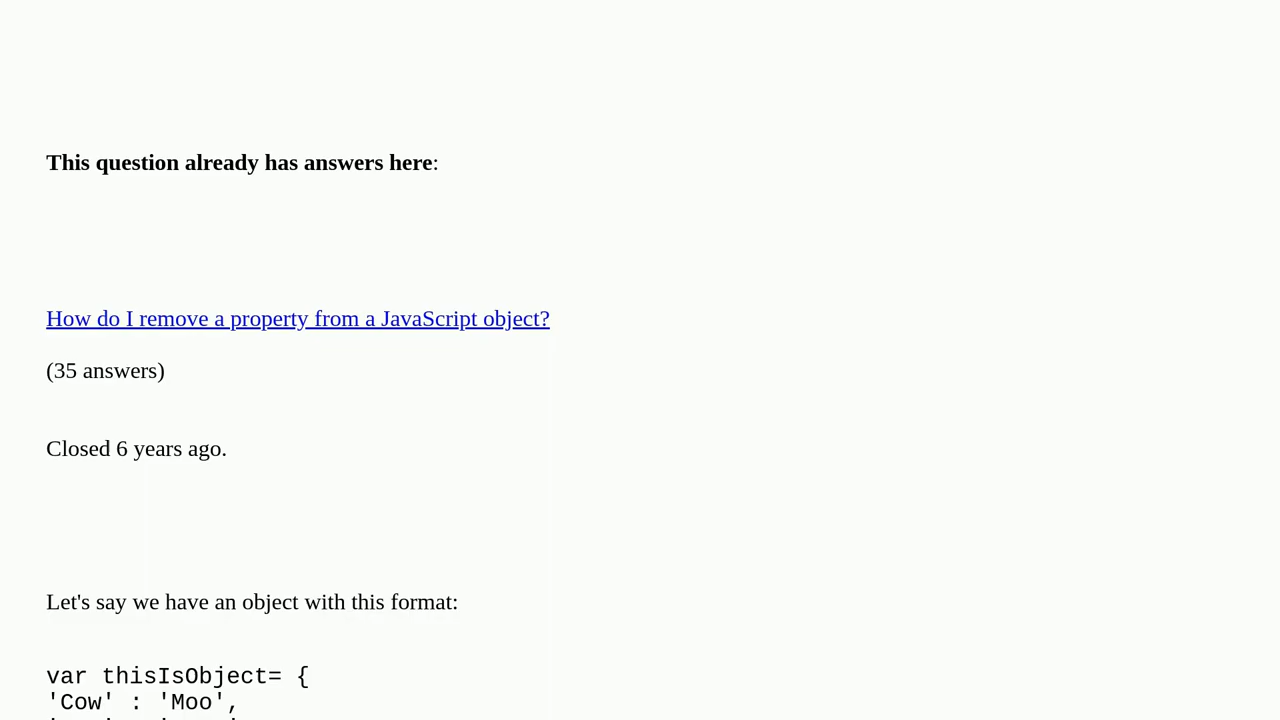 This question already has answers here:
How do I remove a property from a JavaScript object?
(35 answers)
Closed 6 years ago.
Let's say we have an object with this format:
var thisIsObject= {
'Cow' : 'Moo',